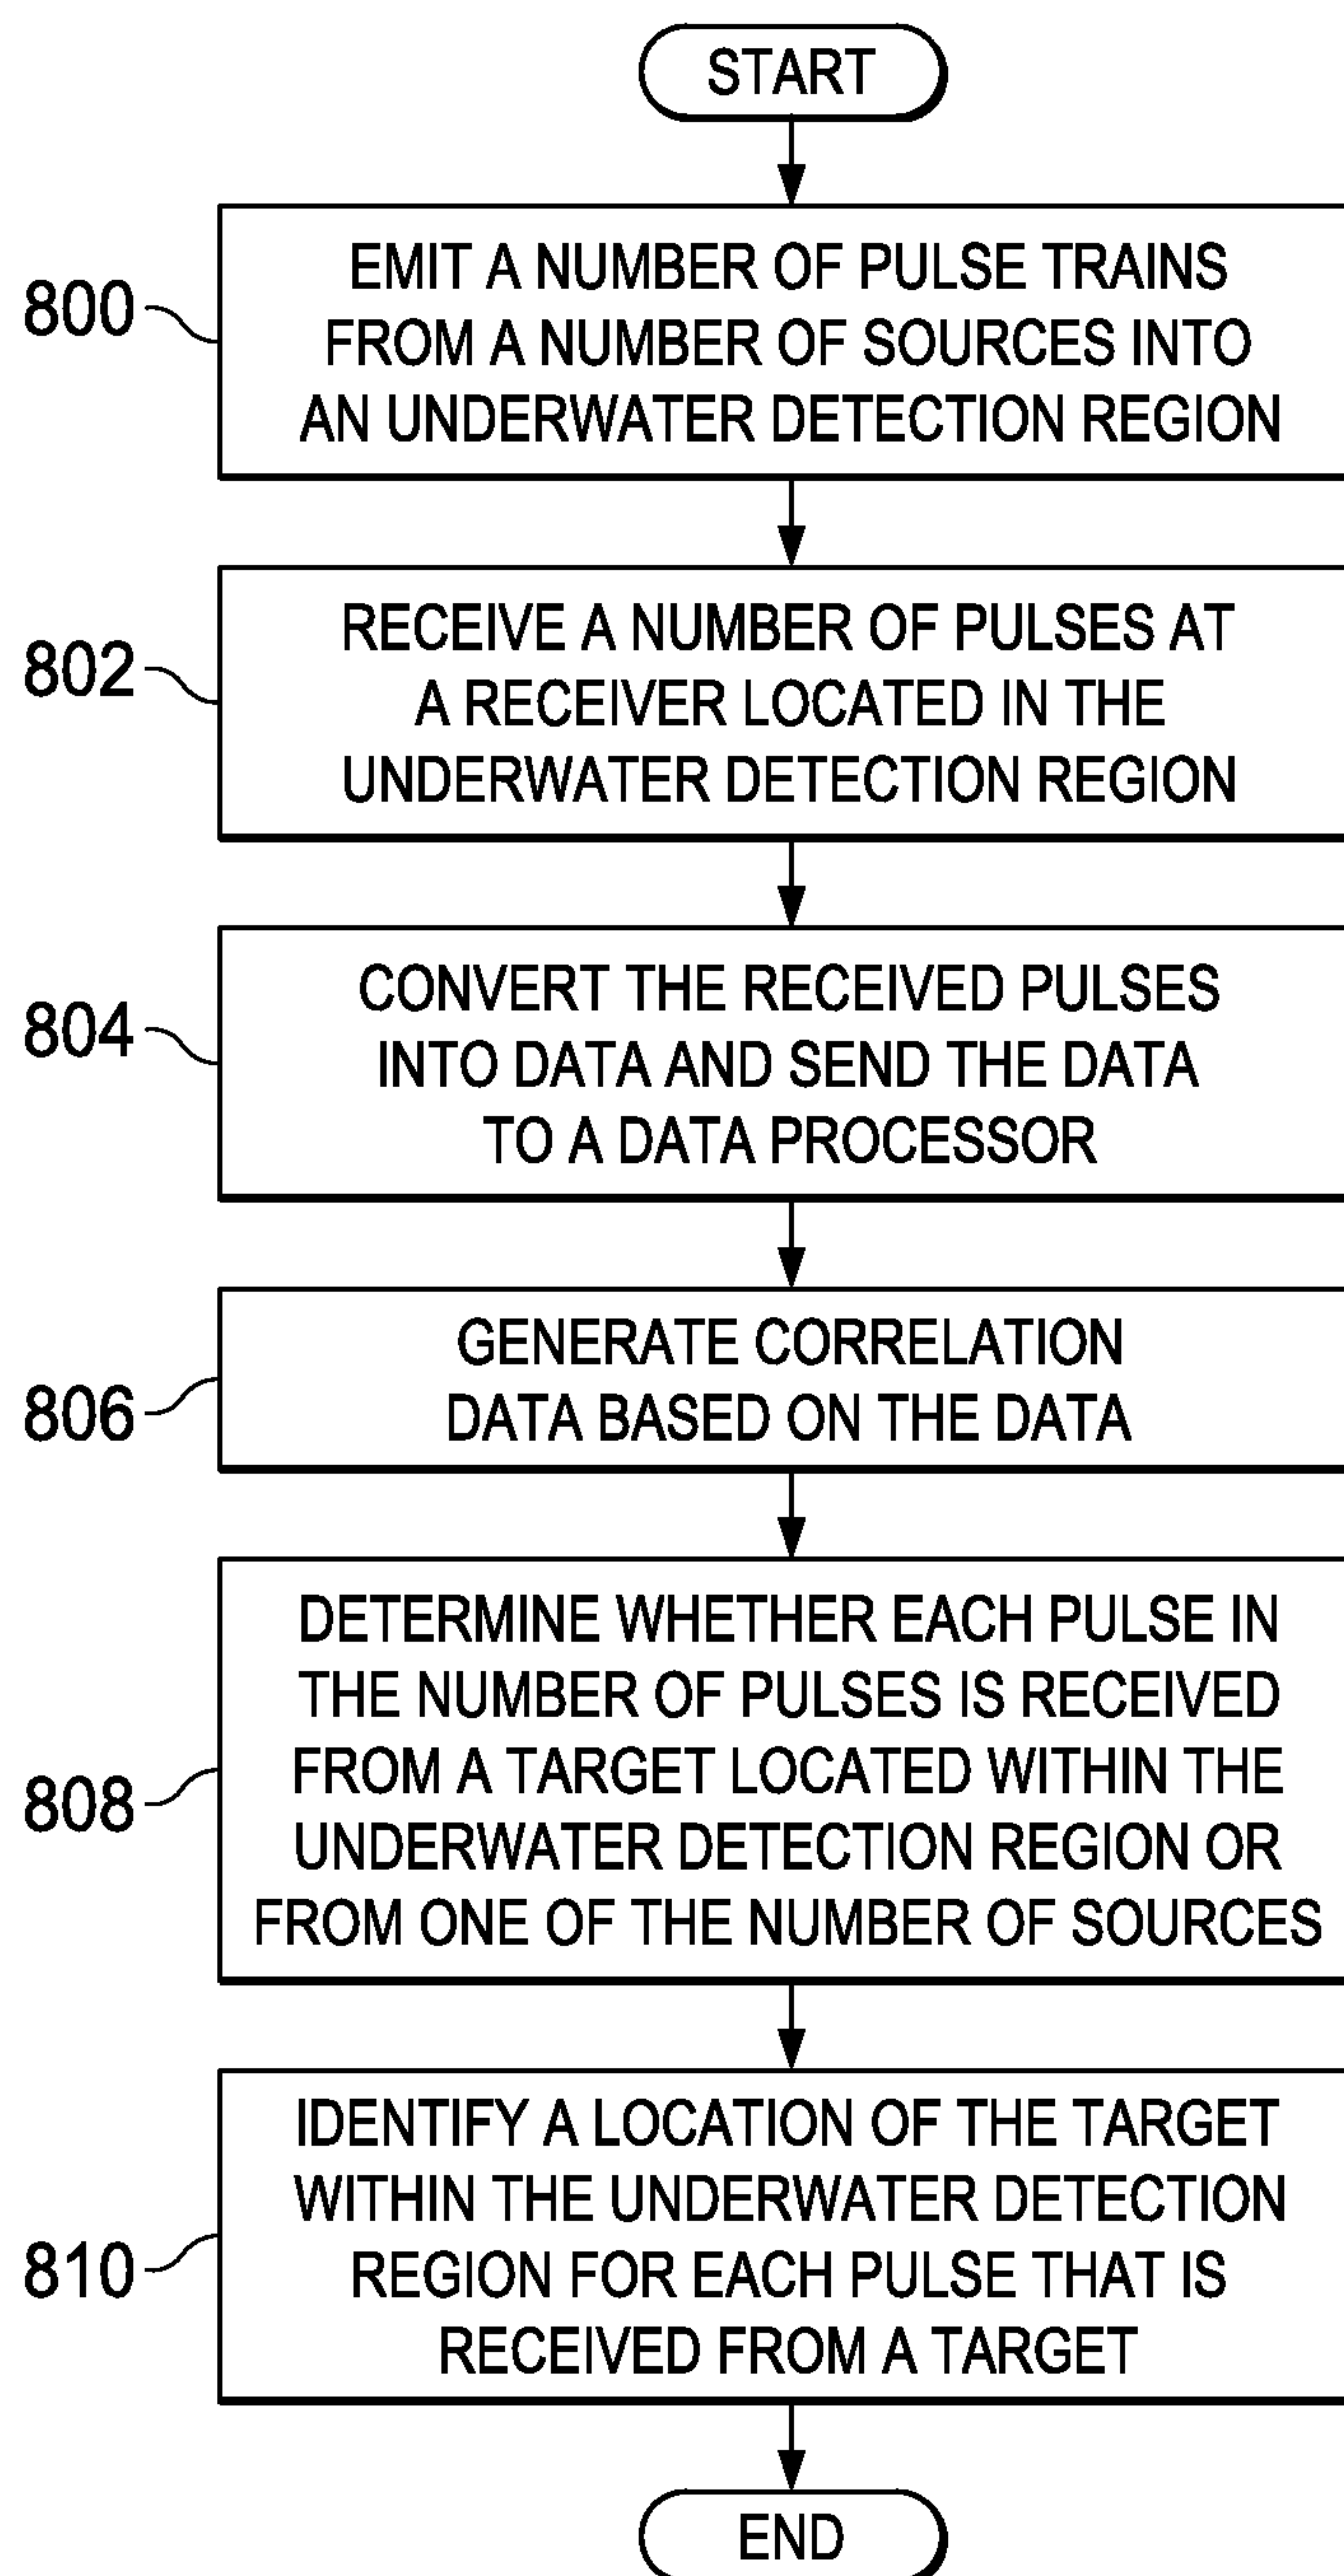 START
800
EMIT A NUMBER OF PULSE TRAINS
FROM A NUMBER OF SOURCES INTO
AN UNDERWATER DETECTION REGION
802
RECEIVE A NUMBER OF PULSES AT
A RECEIVER LOCATED IN THE
UNDERWATER DETECTION REGION
804
CONVERT THE RECEIVED PULSES
INTO DATA AND SEND THE DATA
TO A DATA PROCESSOR
806
GENERATE CORRELATION
DATA BASED ON THE DATA
808
DETERMINE WHETHER EACH PULSE IN
THE NUMBER OF PULSES IS RECEIVED
FROM A TARGET LOCATED WITHIN THE
UNDERWATER DETECTION REGION OR
FROM ONE OF THE NUMBER OF SOURCES
810
IDENTIFY A LOCATION OF THE TARGET
WITHIN THE UNDERWATER DETECTION
REGION FOR EACH PULSE THAT IS
RECEIVED FROM A TARGET
END